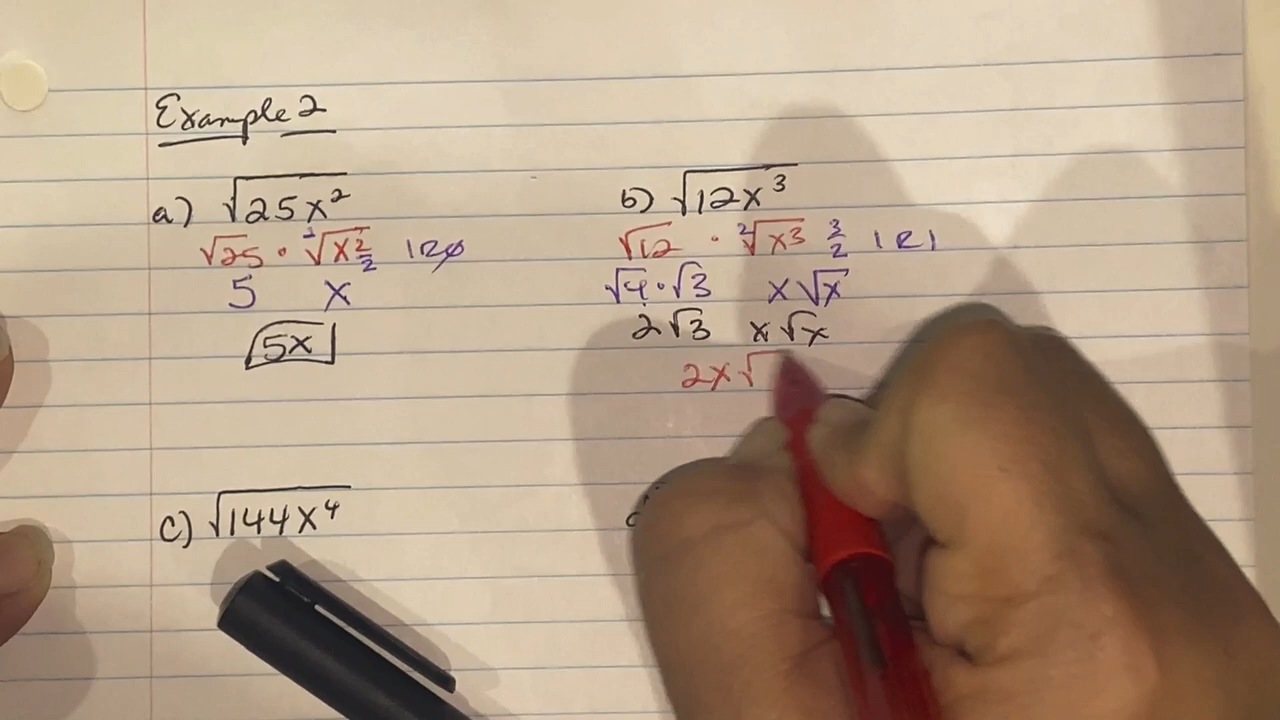 Example 2
a) √25x²
√25 · ²√x² 2/2 1R0
5 x
5x
b) √12x³
√12 · ²√x³ 3/2 1R1
√4 · √3 x√x
2√3 x√x
2x√
c) √144x⁴